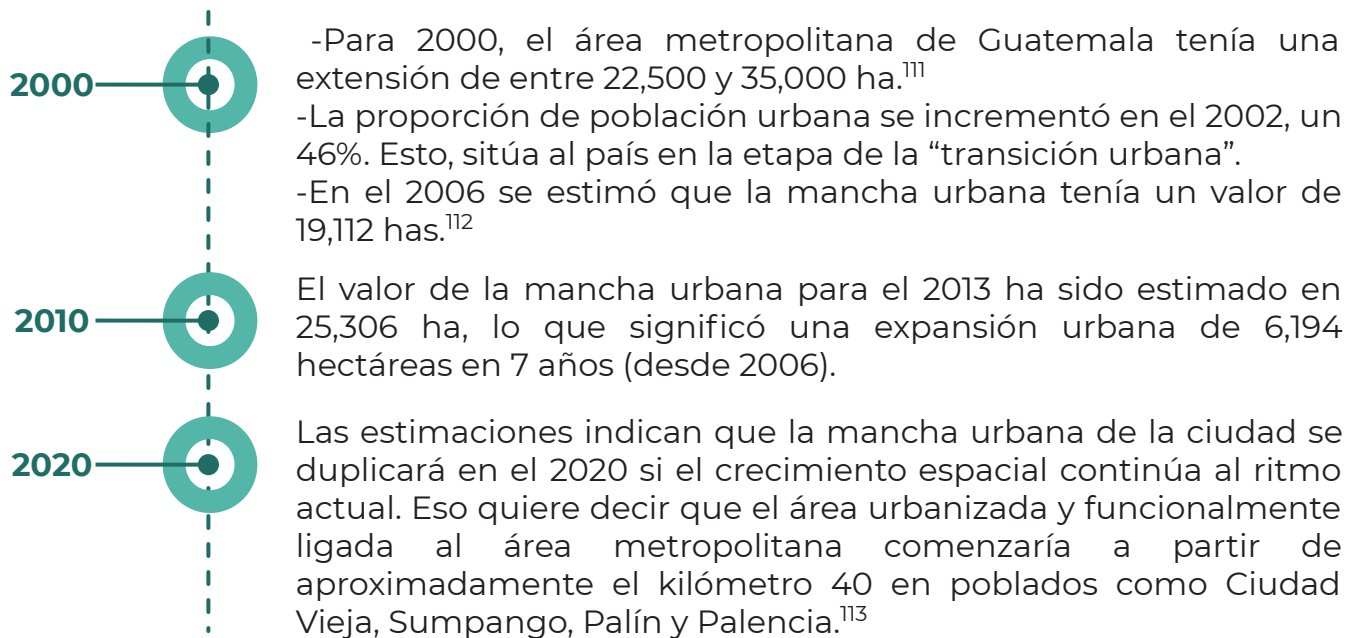 2000
-Para 2000, el área metropolitana de Guatemala tenía una
extensión de entre 22,500 y 35,000 ha.111
-La proporción de población urbana se incrementó en el 2002, un
46%. Esto, sitúa al país en la etapa de la “transición urbana”.
-En el 2006 se estimó que la mancha urbana tenía un valor de
19,112 has.112
2010
El valor de la mancha urbana para el 2013 ha sido estimado en
25,306 ha, lo que significó una expansión urbana de 6,194
hectáreas en 7 años (desde 2006).
2020
Las estimaciones indican que la mancha urbana de la ciudad se
duplicará en el 2020 si el crecimiento espacial continúa al ritmo
actual. Eso quiere decir que el área urbanizada y funcionalmente
ligada al área metropolitana comenzaría a partir de
aproximadamente el kilómetro 40 en poblados como Ciudad
Vieja, Sumpango, Palín y Palencia.113